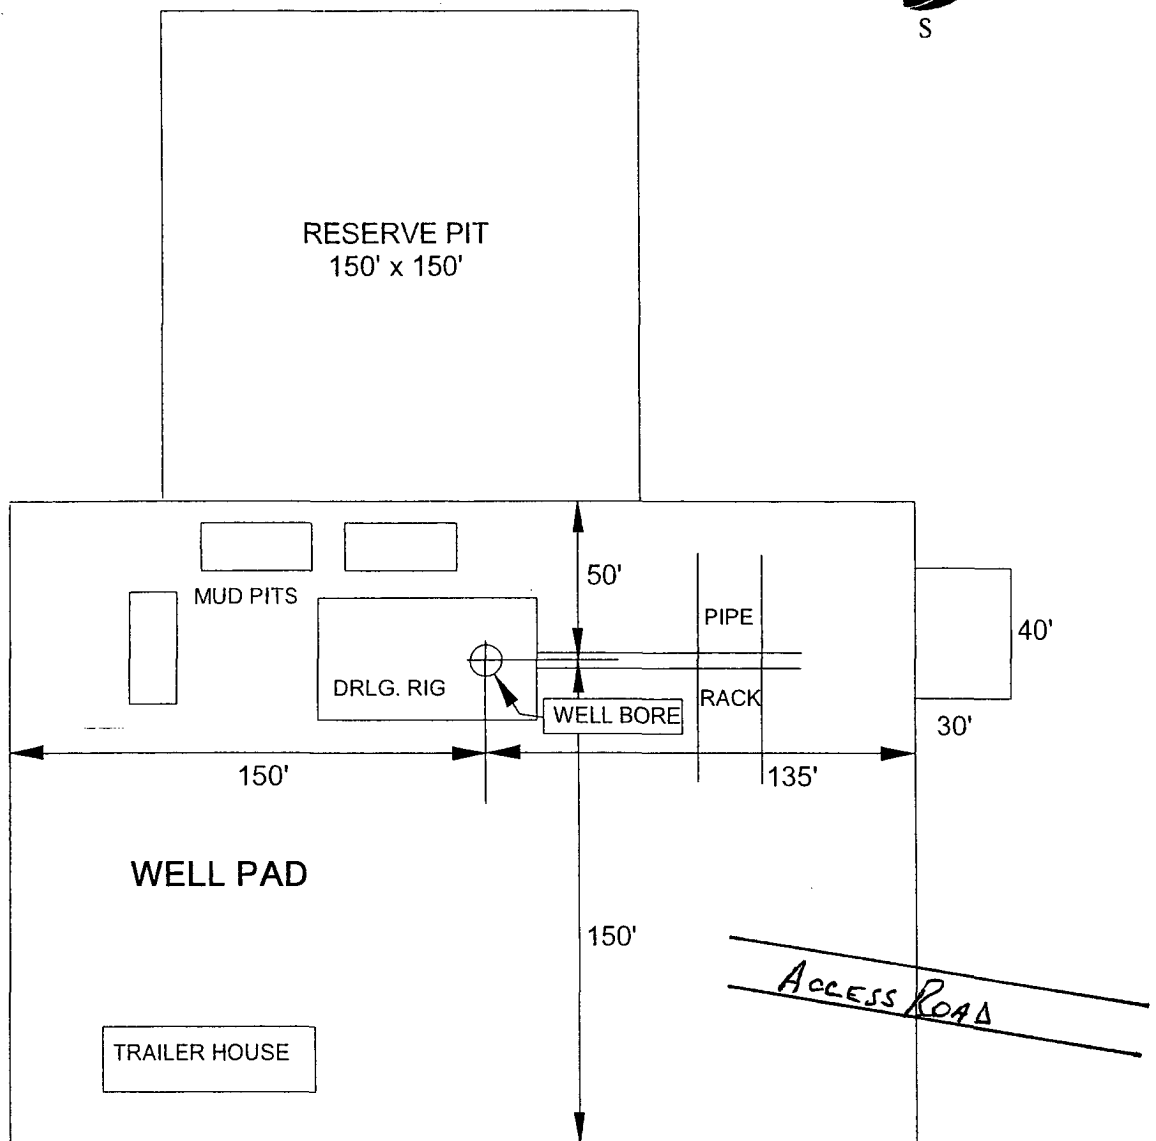 S
RESERVE PIT
150' x 150'
50'
MUD PITS
PIPE
40'
DRLG. RIG
RACK
WELL BORE
30'
150'
135'
WELL PAD
150'
ACCESS ROAD
TRAILER HOUSE